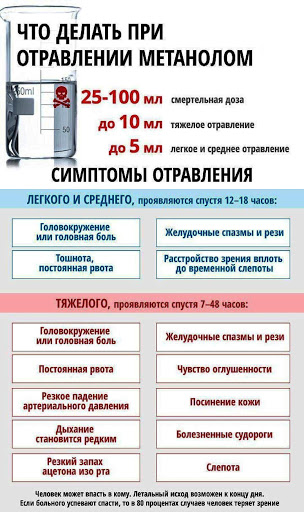 ЧТО ДЕЛАТЬ ПРИ
ОТРАВЛЕНИИ МЕТАНОЛОМ
25-100 мл смертельная доза
до 10 мл тяжелое отравление
50
до 5 мл легкое и среднее отравление
СИМПТОМЫ ОТРАВЛЕНИЯ
ЛЕГКОГО И СРЕДНЕГО, проявляются спустя 12–18 часов:
Головокружение
или головная боль
Желудочные спазмы и рези
Тошнота,
постоянная рвота
Расстройство зрения вплоть
до временной слепоты
ТЯЖЕЛОГО, проявляются спустя 7–48 часов:
Головокружение
или головная боль
Желудочные спазмы и рези
Постоянная рвота
Чувство оглушенности
Резкое падение
артериального давления
Посинение кожи
Дыхание
становится редким
Болезненные судороги
Резкий запах
ацетона изо рта
Слепота
Человек может впасть в кому. Летальный исход возможен к концу дня.
Если больного успевают спасти, то в 80 процентах случаев человек теряет зрение